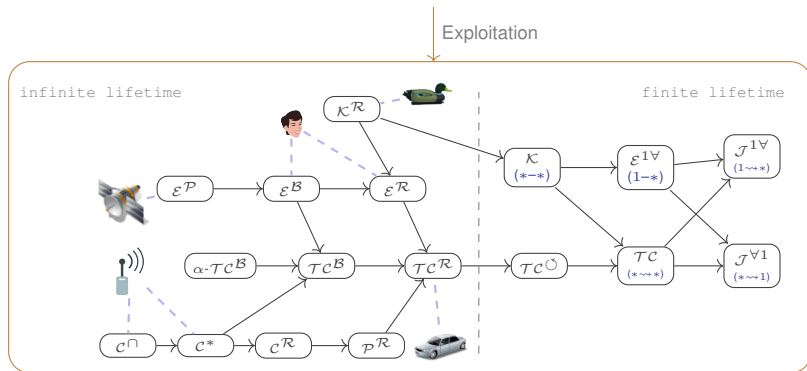 Exploitation
infinite lifetime
finite lifetime
𝒦^ℛ
𝒦
(∗−∗)
ℰ^1∀
(1−∗)
𝒥^1∀
(1⇝∗)
ℰ^𝒫
ℰ^ℬ
ℰ^ℛ
α-𝒯𝒞^ℬ
𝒯𝒞^ℬ
𝒯𝒞^ℛ
𝒯𝒞^↺
𝒯𝒞
(∗⇝∗)
𝒥^∀1
(∗⇝1)
𝒞^∩
𝒞^∗
𝒞^ℛ
𝒫^ℛ